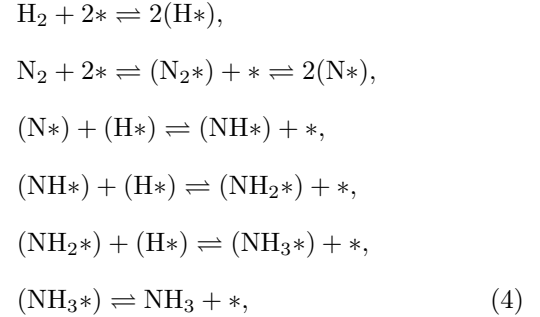 H₂ + 2∗ ⇌ 2(H∗),
N₂ + 2∗ ⇌ (N₂∗) + ∗ ⇌ 2(N∗),
(N∗) + (H∗) ⇌ (NH∗) + ∗,
(NH∗) + (H∗) ⇌ (NH₂∗) + ∗,
(NH₂∗) + (H∗) ⇌ (NH₃∗) + ∗,
(NH₃∗) ⇌ NH₃ + ∗, (4)